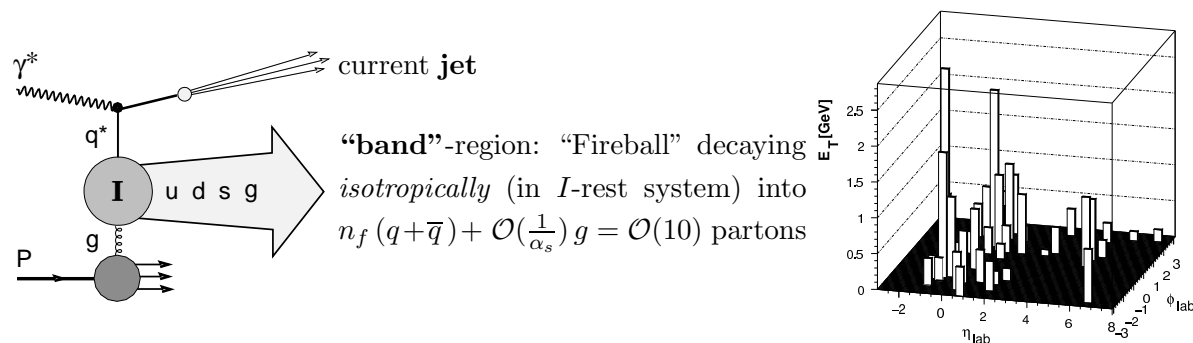 γ*
current jet
q*
I
u d s g
g
P
“band”-region: “Fireball” decaying
isotropically (in I-rest system) into
n_f (q+q̅) + 𝒪(1/α_s) g = 𝒪(10) partons
E_T [GeV]
2.5
2
1.5
1
0.5
0
-2 0 2 4 6 8
η_lab
-3 -2 -1 0 1 2 3
ϕ_lab